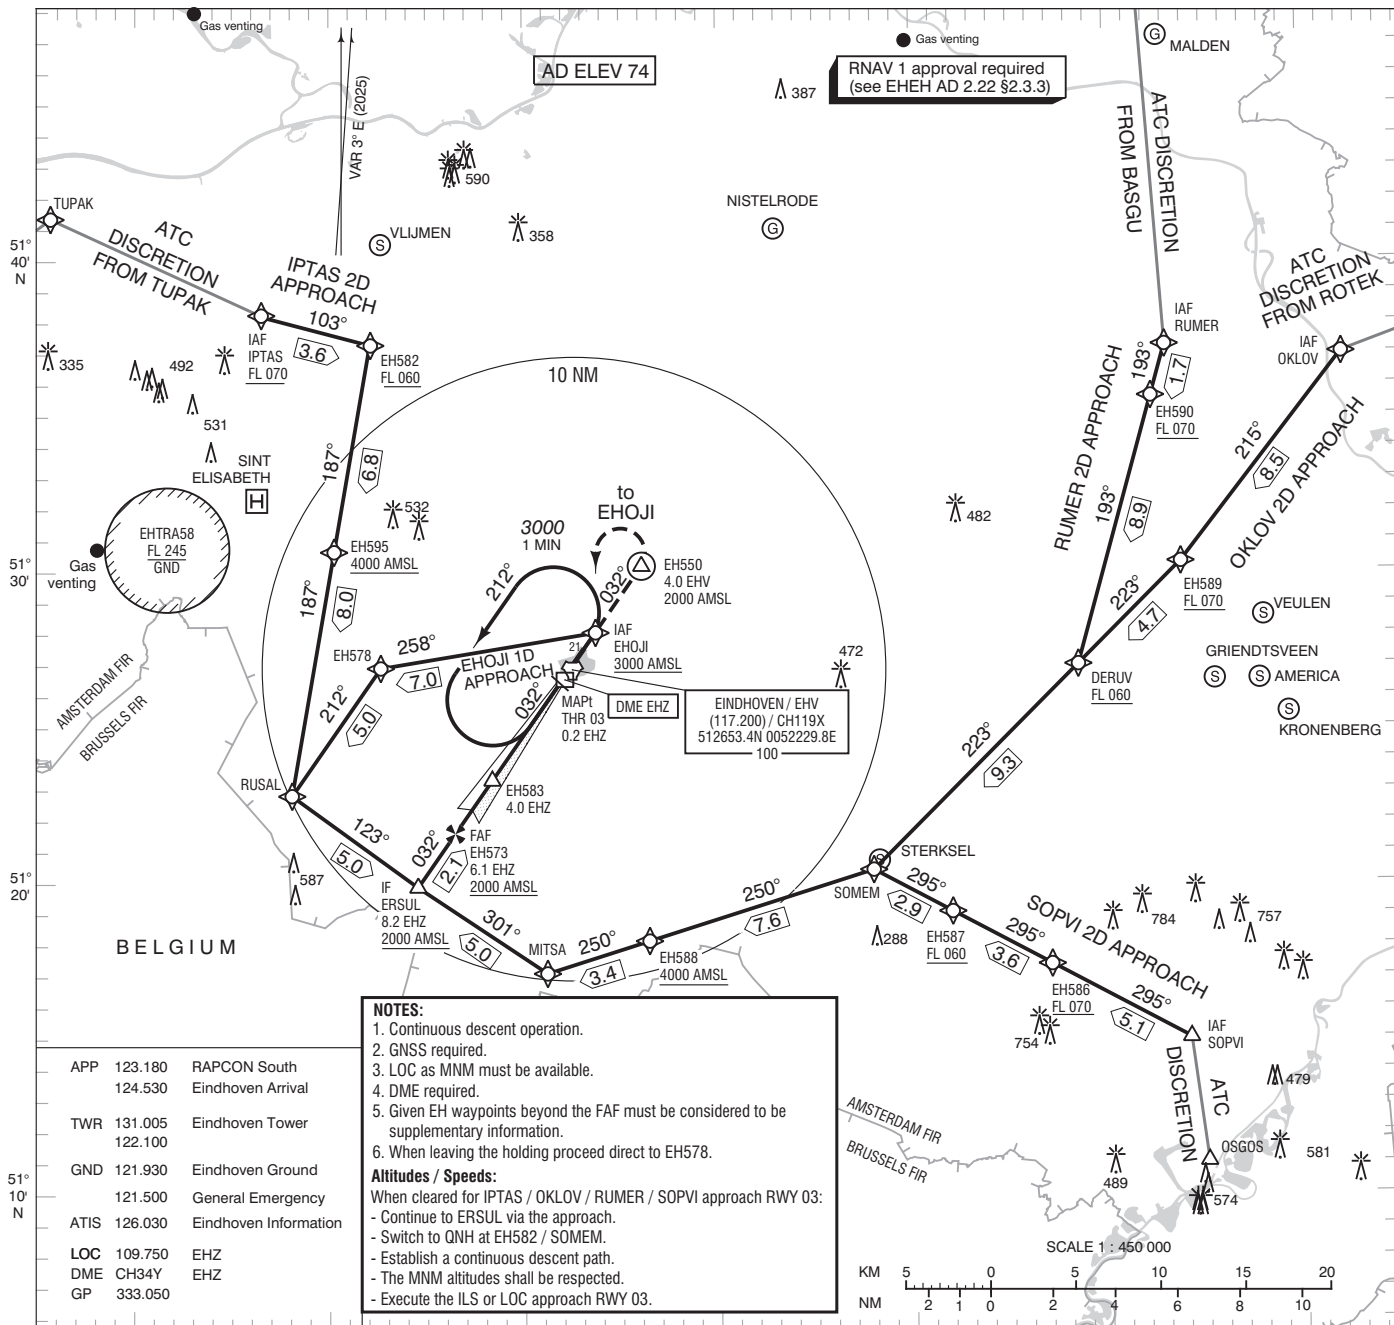 Gas venting
AD ELEV 74
RNAV 1 approval required
(see EHEH AD 2.22 §2.3.3)
Gas venting
G
MALDEN
387
VAR 3° E (2025)
590
358
NISTELRODE
G
S
VLIJMEN
ATC DISCRETION
FROM BASGU
TUPAK
51°
40'
N
ATC
DISCRETION
FROM TUPAK
IPTAS 2D
APPROACH
103°
3.6
IAF
IPTAS
FL 070
EH582
FL 060
ATC
DISCRETION
FROM ROTEK
IAF
RUMER
IAF
OKLOV
193°
1.7
EH590
FL 070
RUMER 2D APPROACH
193°
8.9
215°
8.5
OKLOV 2D APPROACH
335
492
531
SINT
ELISABETH
H
10 NM
187°
6.8
532
EH595
4000 AMSL
187°
8.0
482
EHTRA58
FL 245
GND
Gas
venting
51°
30'
3000
1 MIN
212°
to
EHOJI
032°
EH550
4.0 EHV
2000 AMSL
IAF
EHOJI
3000 AMSL
21
EH589
FL 070
223°
4.7
S
VEULEN
GRIENDTSVEEN
S
S
AMERICA
S
KRONENBERG
DERUV
FL 060
AMSTERDAM FIR
BRUSSELS FIR
EH578
258°
7.0
EHOJI 1D
APPROACH
032°
212°
5.0
MAPt
THR 03
0.2 EHZ
DME EHZ
EINDHOVEN / EHV
(117.200) / CH119X
512653.4N 0052229.8E
100
472
223°
9.3
RUSAL
EH583
4.0 EHZ
123°
5.0
032°
2.1
FAF
EH573
6.1 EHZ
2000 AMSL
587
IF
ERSUL
8.2 EHZ
2000 AMSL
51°
20'
301°
5.0
MITSA
250°
3.4
EH588
4000 AMSL
250°
7.6
S
STERKSEL
SOMEM
295°
2.9
288
EH587
FL 060
295°
3.6
EH586
FL 070
SOPVI 2D APPROACH
295°
5.1
784
757
754
IAF
SOPVI
ATC
DISCRETION
479
OSGOS
581
489
574
AMSTERDAM FIR
BRUSSELS FIR
BELGIUM
NOTES:
1. Continuous descent operation.
2. GNSS required.
3. LOC as MNM must be available.
4. DME required.
5. Given EH waypoints beyond the FAF must be considered to be
supplementary information.
6. When leaving the holding proceed direct to EH578.
Altitudes / Speeds:
When cleared for IPTAS / OKLOV / RUMER / SOPVI approach RWY 03:
- Continue to ERSUL via the approach.
- Switch to QNH at EH582 / SOMEM.
- Establish a continuous descent path.
- The MNM altitudes shall be respected.
- Execute the ILS or LOC approach RWY 03.
APP 123.180 RAPCON South
124.530 Eindhoven Arrival
TWR 131.005 Eindhoven Tower
122.100
GND 121.930 Eindhoven Ground
121.500 General Emergency
ATIS 126.030 Eindhoven Information
LOC 109.750 EHZ
DME CH34Y EHZ
GP 333.050
51°
10'
N
SCALE 1 : 450 000
KM 5 0 5 10 15 20
NM 2 1 0 2 4 6 8 10